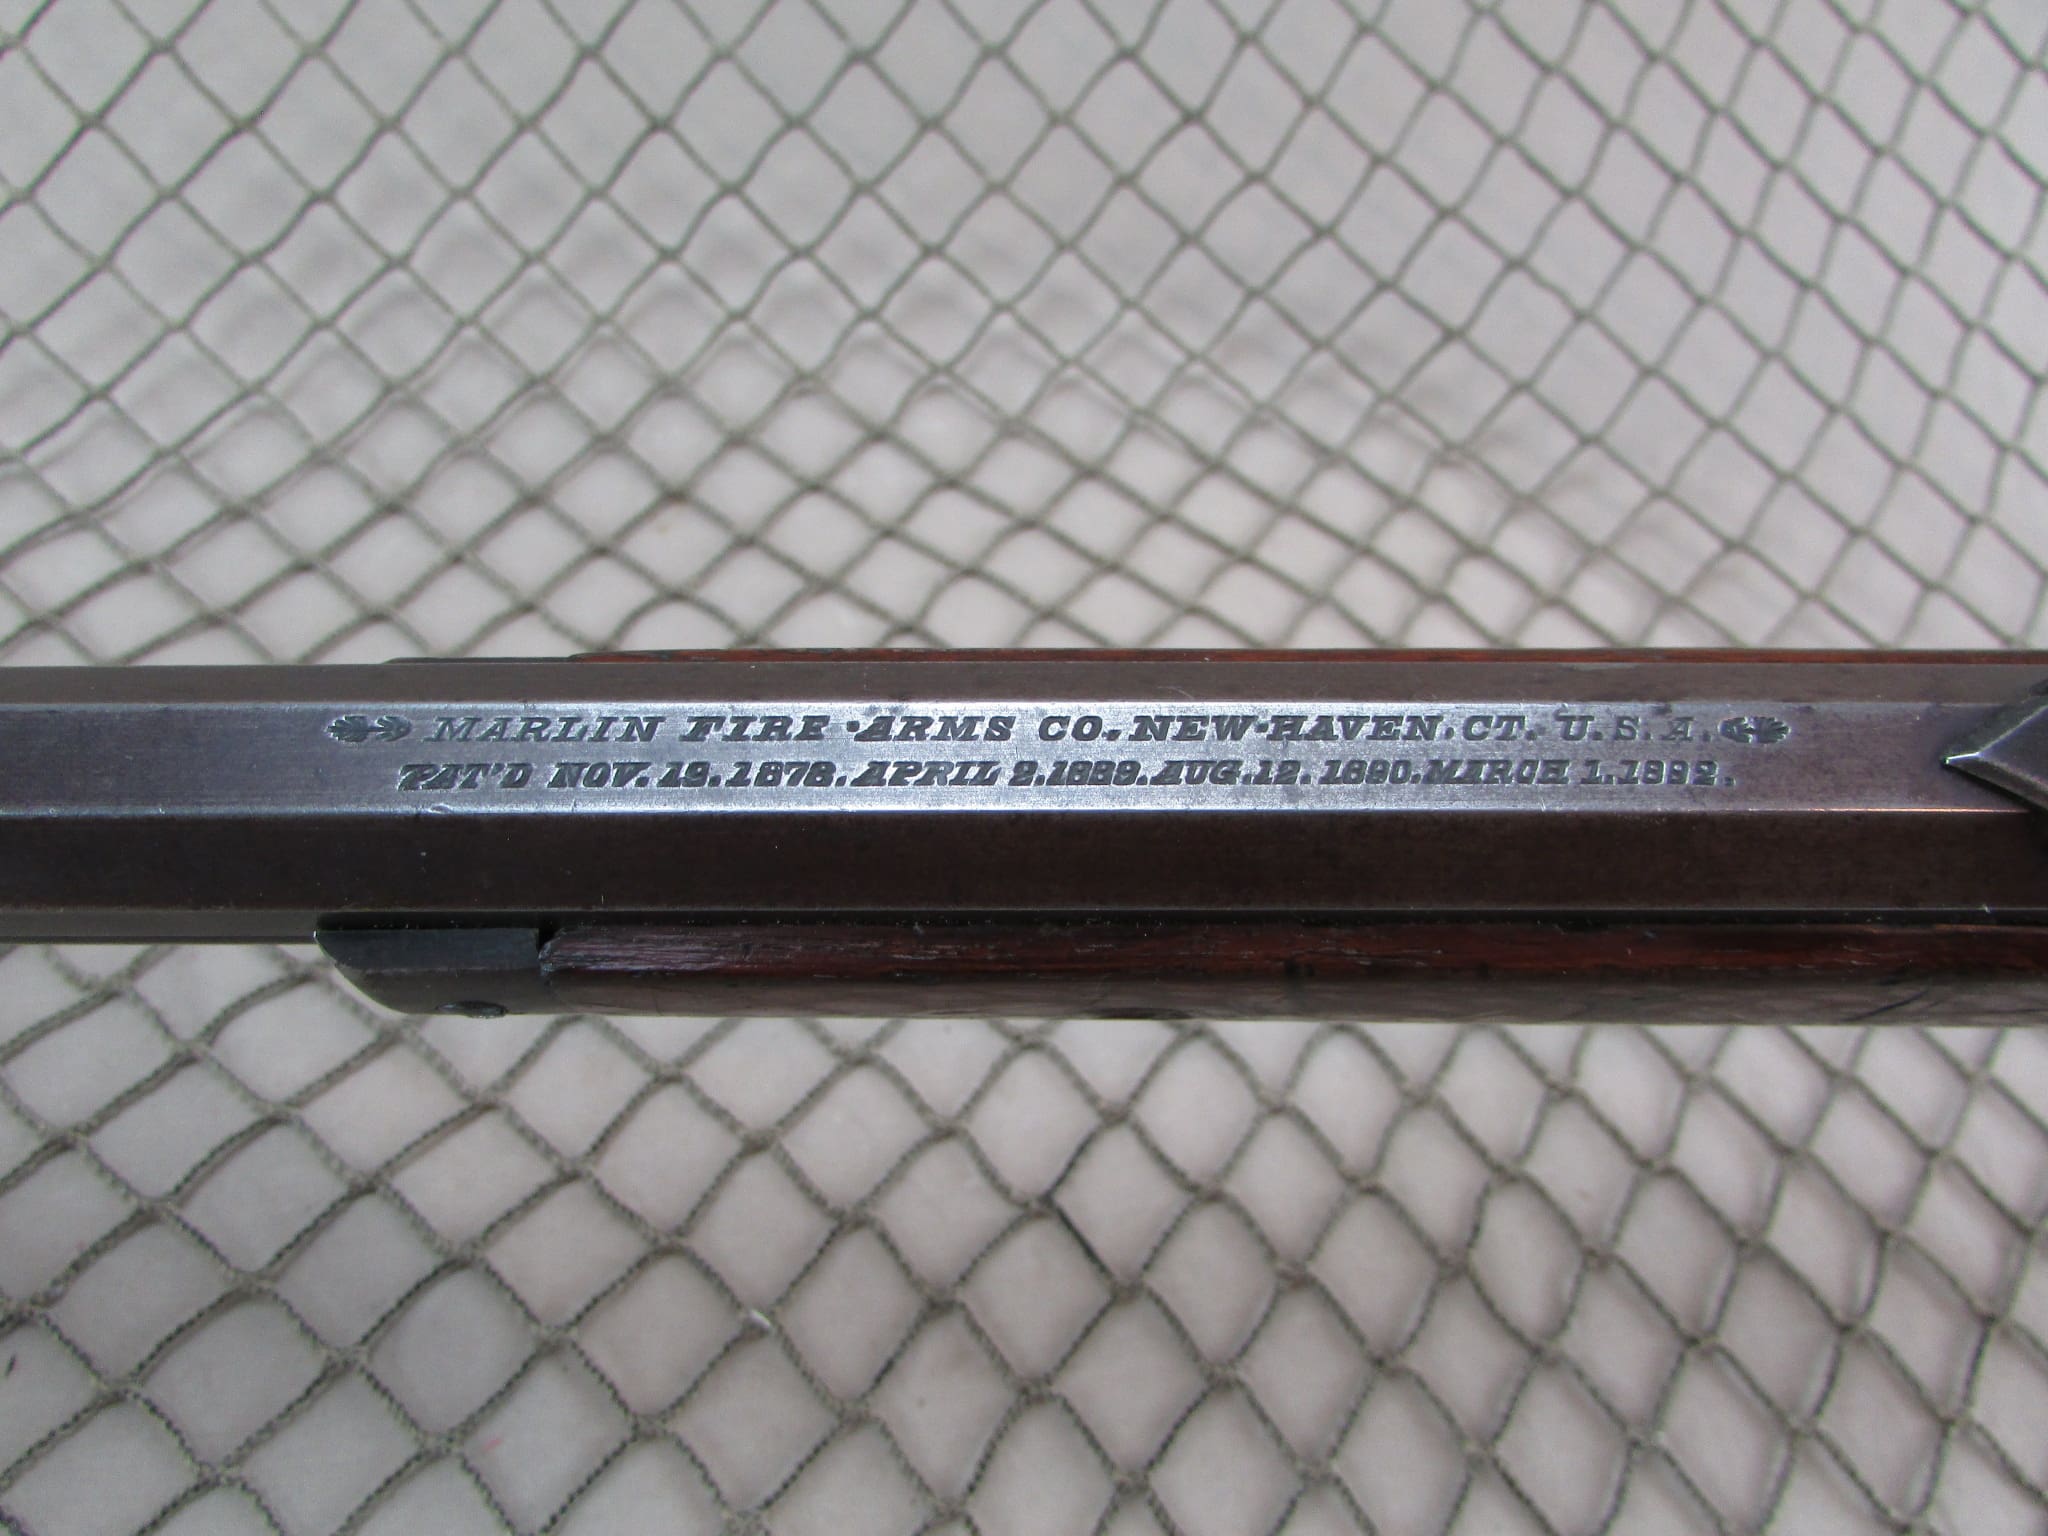 MARLIN FIRE-ARMS CO. NEW-HAVEN. CT. U.S.A.
PAT'D NOV. 19. 1878. APRIL 2. 1889. AUG. 12. 1890. MARCH 1. 1892.